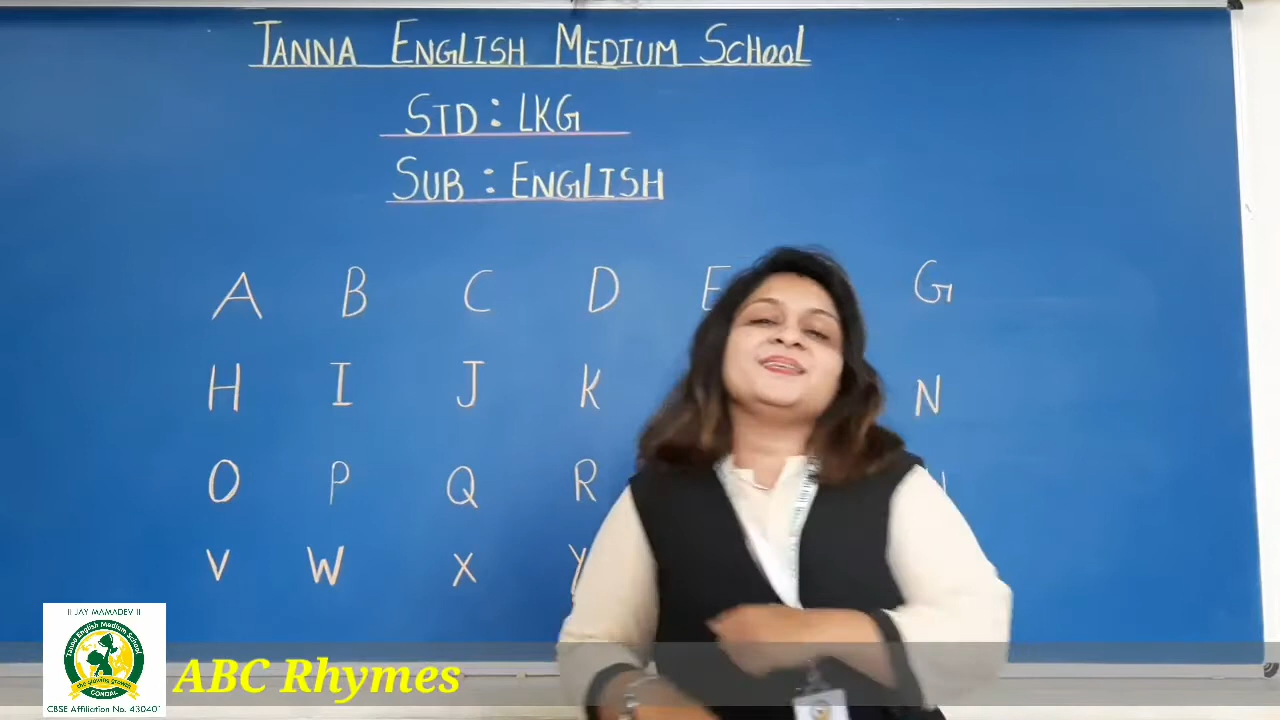 TANNA ENGLISH MEDIUM SCHOOL
STD : LKG
SUB : ENGLISH
A B C D E G
H I J K N
O P Q R
V W X Y
II JAY MAMADEV II
Tanna English Medium School
GONDAL
CBSE Affiliation No. 430401
ABC Rhymes